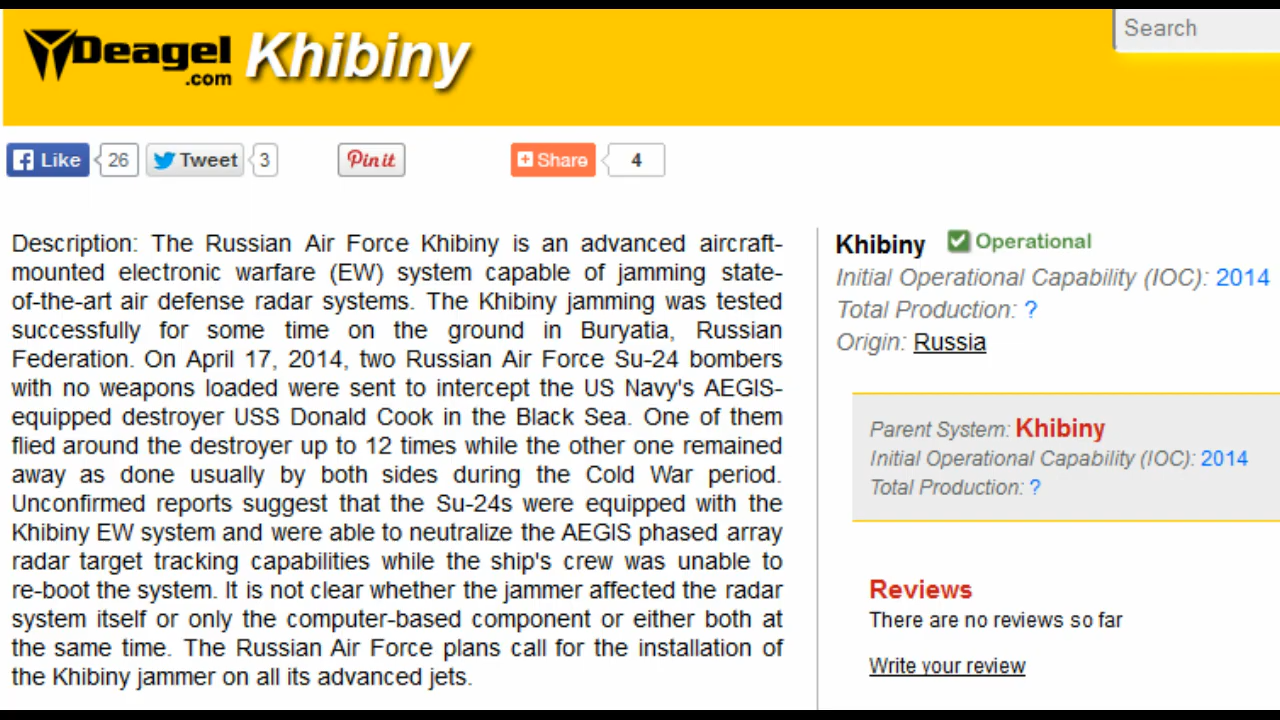 Deagel
.com
Khibiny
Search
Like 26 Tweet 3 Pin it Share 4
Description: The Russian Air Force Khibiny is an advanced aircraft-
mounted electronic warfare (EW) system capable of jamming state-
of-the-art air defense radar systems. The Khibiny jamming was tested
successfully for some time on the ground in Buryatia, Russian
Federation. On April 17, 2014, two Russian Air Force Su-24 bombers
with no weapons loaded were sent to intercept the US Navy's AEGIS-
equipped destroyer USS Donald Cook in the Black Sea. One of them
flied around the destroyer up to 12 times while the other one remained
away as done usually by both sides during the Cold War period.
Unconfirmed reports suggest that the Su-24s were equipped with the
Khibiny EW system and were able to neutralize the AEGIS phased array
radar target tracking capabilities while the ship's crew was unable to
re-boot the system. It is not clear whether the jammer affected the radar
system itself or only the computer-based component or either both at
the same time. The Russian Air Force plans call for the installation of
the Khibiny jammer on all its advanced jets.
Khibiny Operational
Initial Operational Capability (IOC): 2014
Total Production: ?
Origin: Russia
Parent System: Khibiny
Initial Operational Capability (IOC): 2014
Total Production: ?
Reviews
There are no reviews so far
Write your review